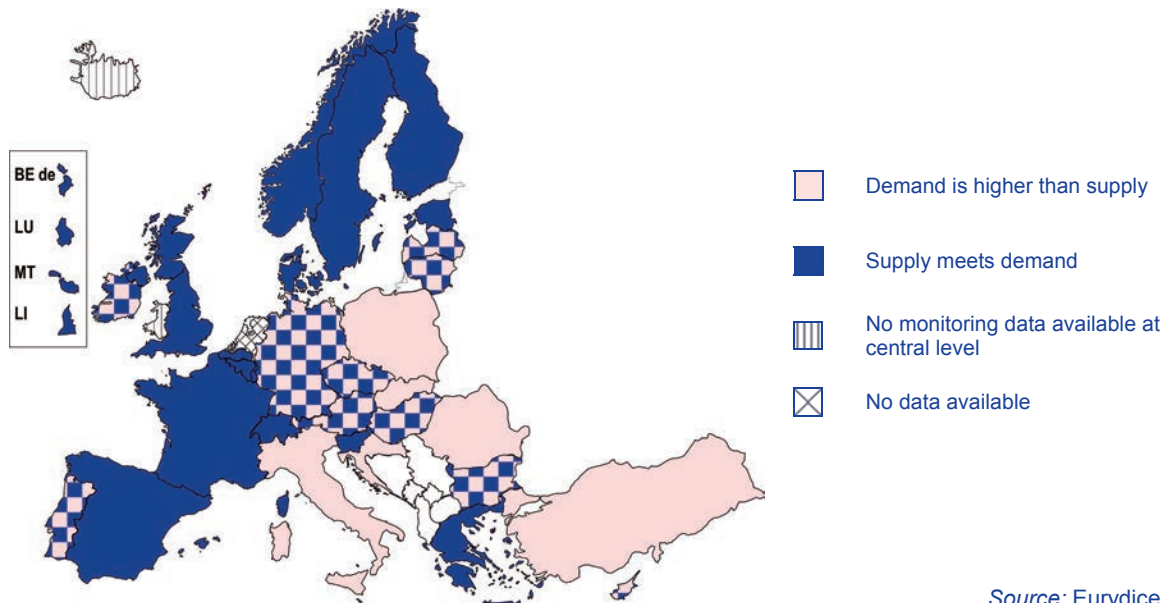 BE de
LU
MT
LI
Demand is higher than supply
Supply meets demand
No monitoring data available at
central level
No data available
Source: Eurydice